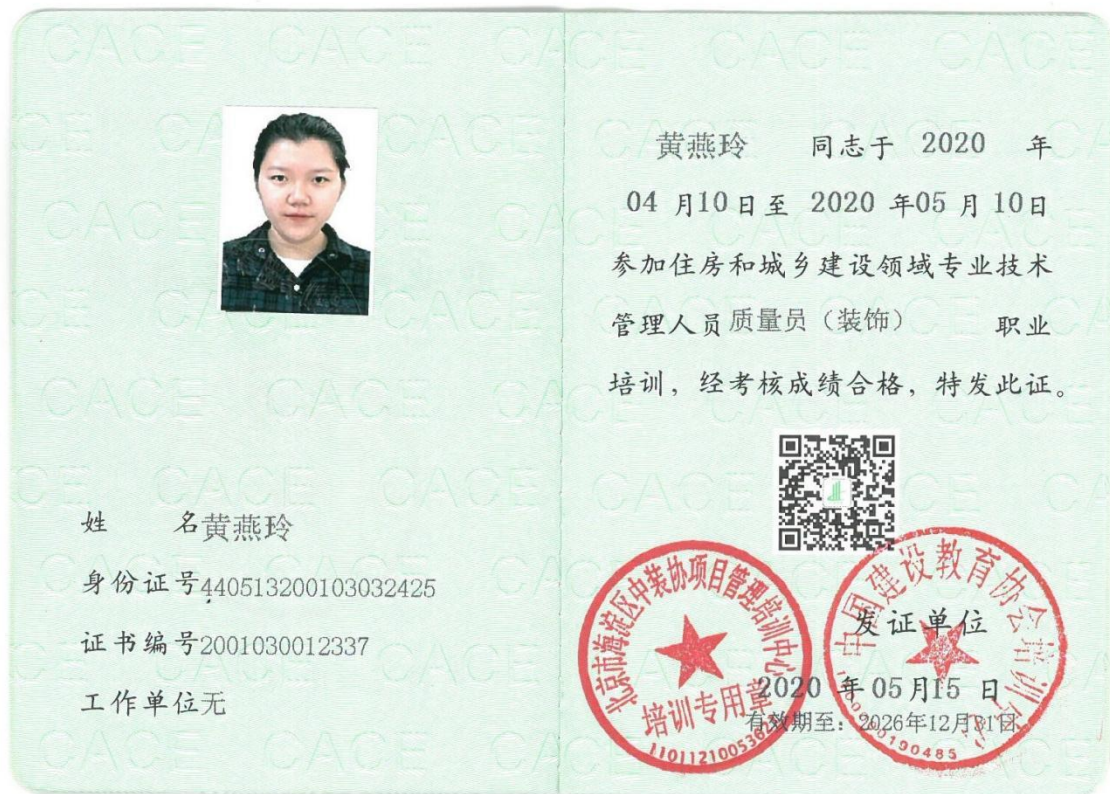 姓 名黄燕玲
身份证号440513200103032425
证书编号2001030012337
工作单位无
黄燕玲 同志于 2020 年
04 月10日至 2020 年05 月 10日
参加住房和城乡建设领域专业技术
管理人员质量员（装饰） 职业
培训，经考核成绩合格，特发此证。
北京市海淀区中装协项目管理培训中心
培训专用章
中国建设教育协会培训
发证单位
2020 年 05月15 日
有效期至：2026年12月31日
CACE